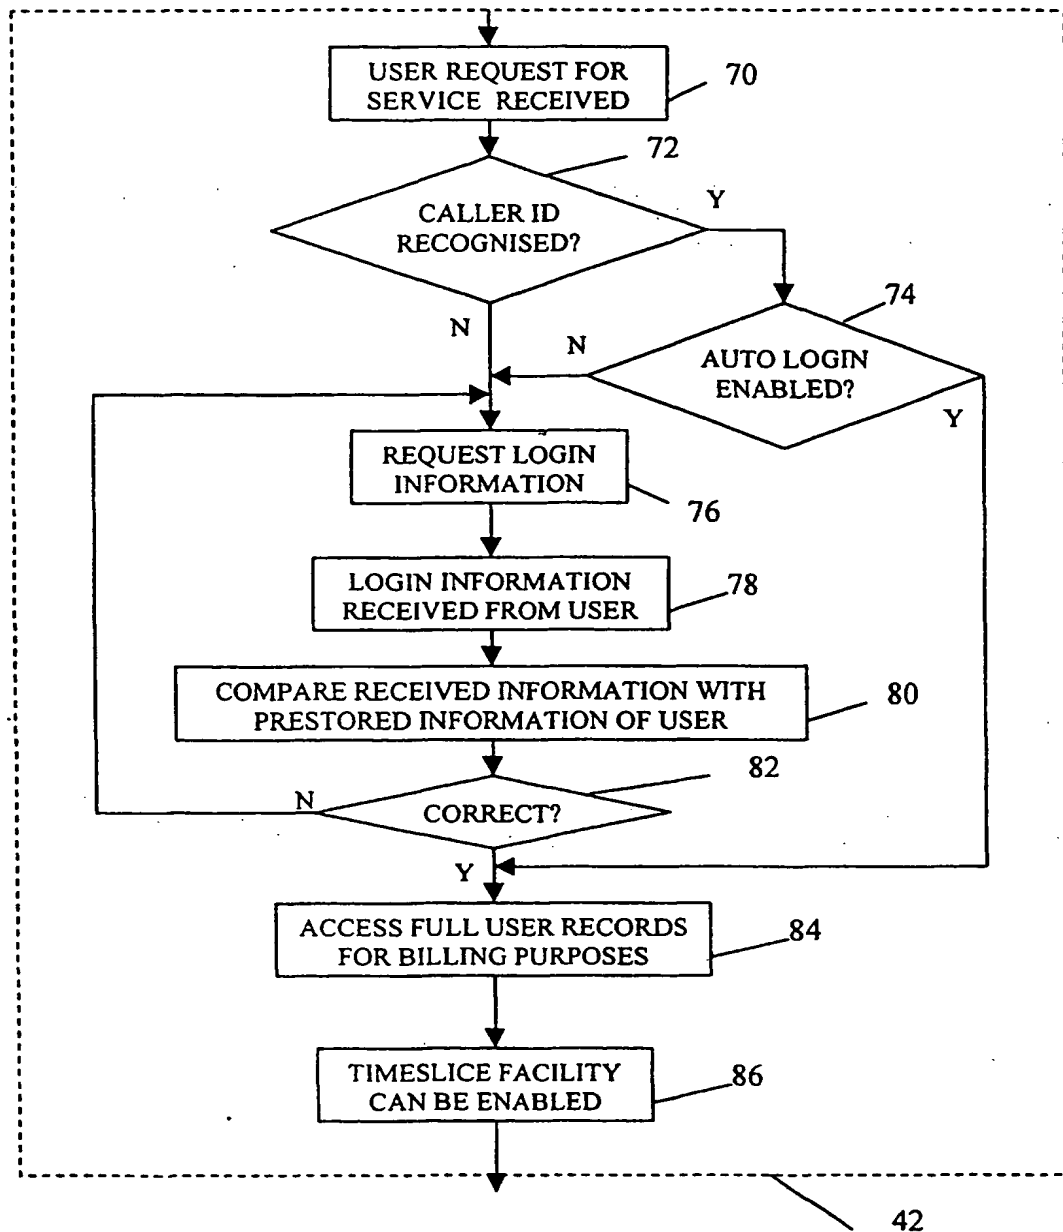 USER REQUEST FOR
SERVICE RECEIVED
70
72
CALLER ID
RECOGNISED?
Y
74
N
N
AUTO LOGIN
ENABLED?
Y
REQUEST LOGIN
INFORMATION
76
LOGIN INFORMATION
RECEIVED FROM USER
78
COMPARE RECEIVED INFORMATION WITH
PRESTORED INFORMATION OF USER
80
82
N
CORRECT?
Y
ACCESS FULL USER RECORDS
FOR BILLING PURPOSES
84
TIMESLICE FACILITY
CAN BE ENABLED
86
42